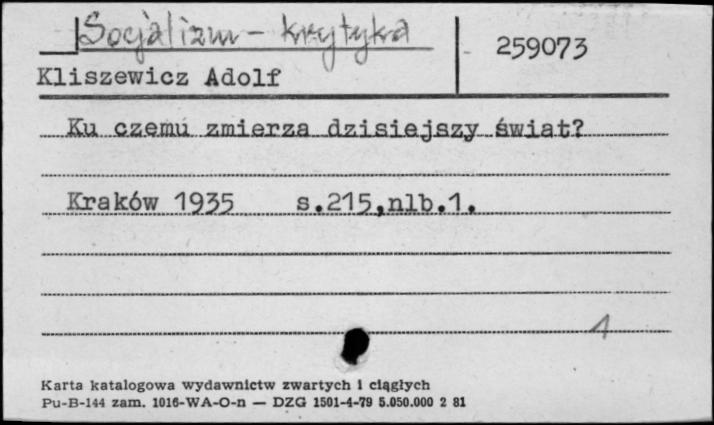 Socjalizm - krytyka
259073
Kliszewicz Adolf
Ku czemu zmierza dzisiejszy świat?
Kraków 1935 s.215,nlb.1.
1
Karta katalogowa wydawnictw zwartych i ciągłych
Pu-B-144 zam. 1016-WA-O-n — DZG 1501-4-79 5.050.000 2 81